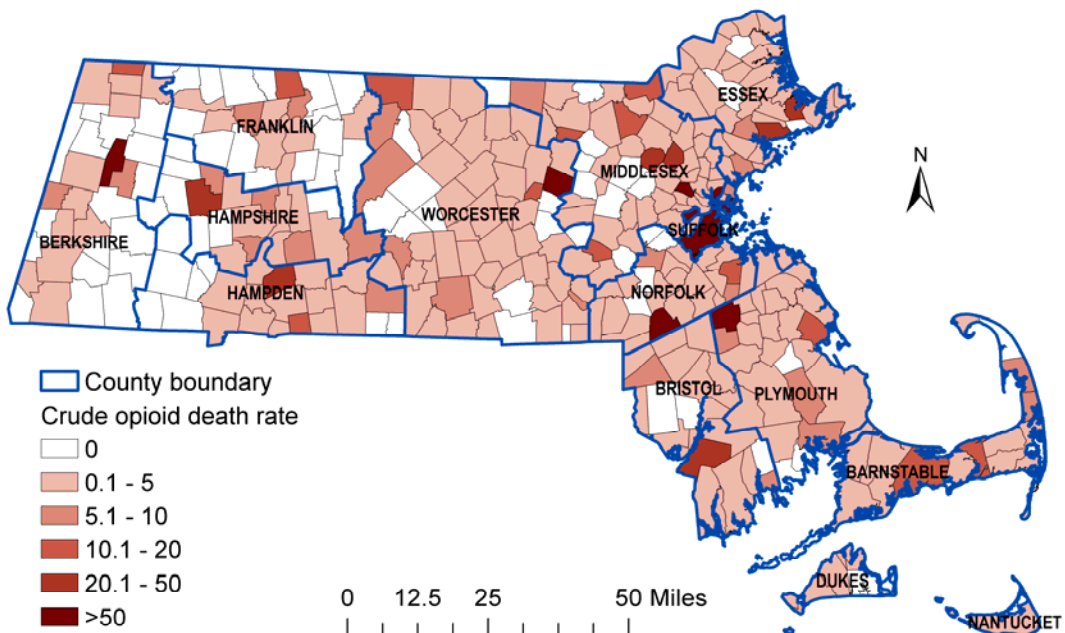 ESSEX
FRANKLIN
MIDDLESEX
N
HAMPSHIRE
WORCESTER
SUFFOLK
BERKSHIRE
HAMPDEN
NORFOLK
County boundary
BRISTOL
PLYMOUTH
Crude opioid death rate
0
0.1 - 5
BARNSTABLE
5.1 - 10
10.1 - 20
20.1 - 50
DUKES
>50
0 12.5 25 50 Miles
NANTUCKET